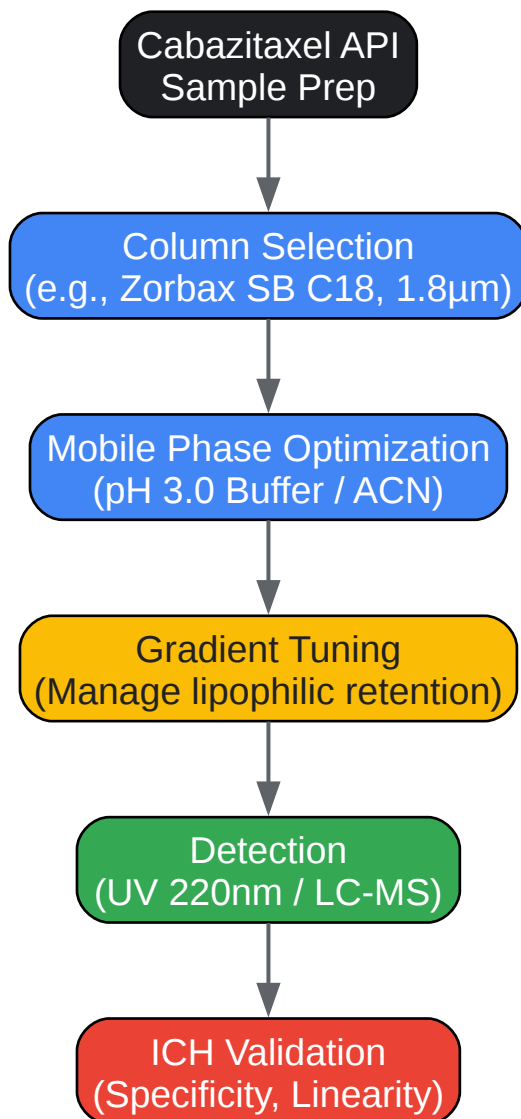 Cabazitaxel API
Sample Prep
Column Selection
(e.g., Zorbax SB C18, 1.8µm)
Mobile Phase Optimization
(pH 3.0 Buffer / ACN)
Gradient Tuning
(Manage lipophilic retention)
Detection
(UV 220nm / LC-MS)
ICH Validation
(Specificity, Linearity)